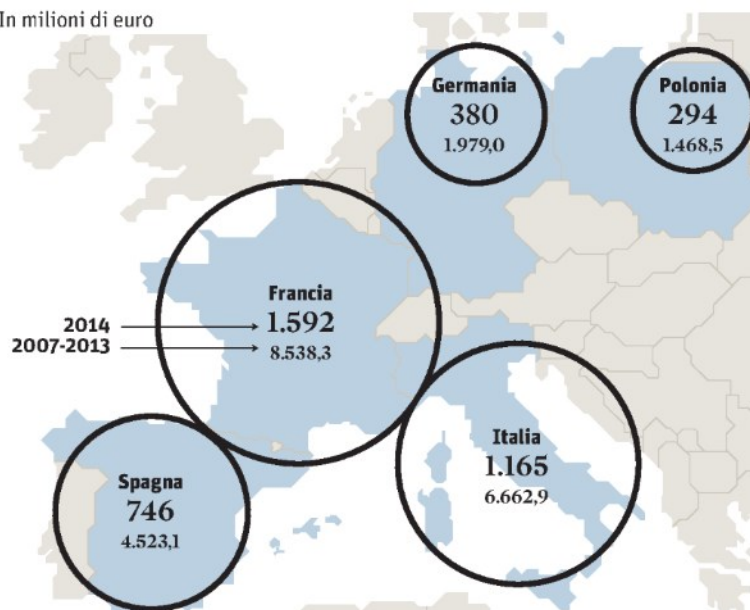 In milioni di euro
Germania
380
1.979,0
Polonia
294
1.468,5
Francia
2014
1.592
2007-2013
8.538,3
Italia
1.165
6.662,9
Spagna
746
4.523,1